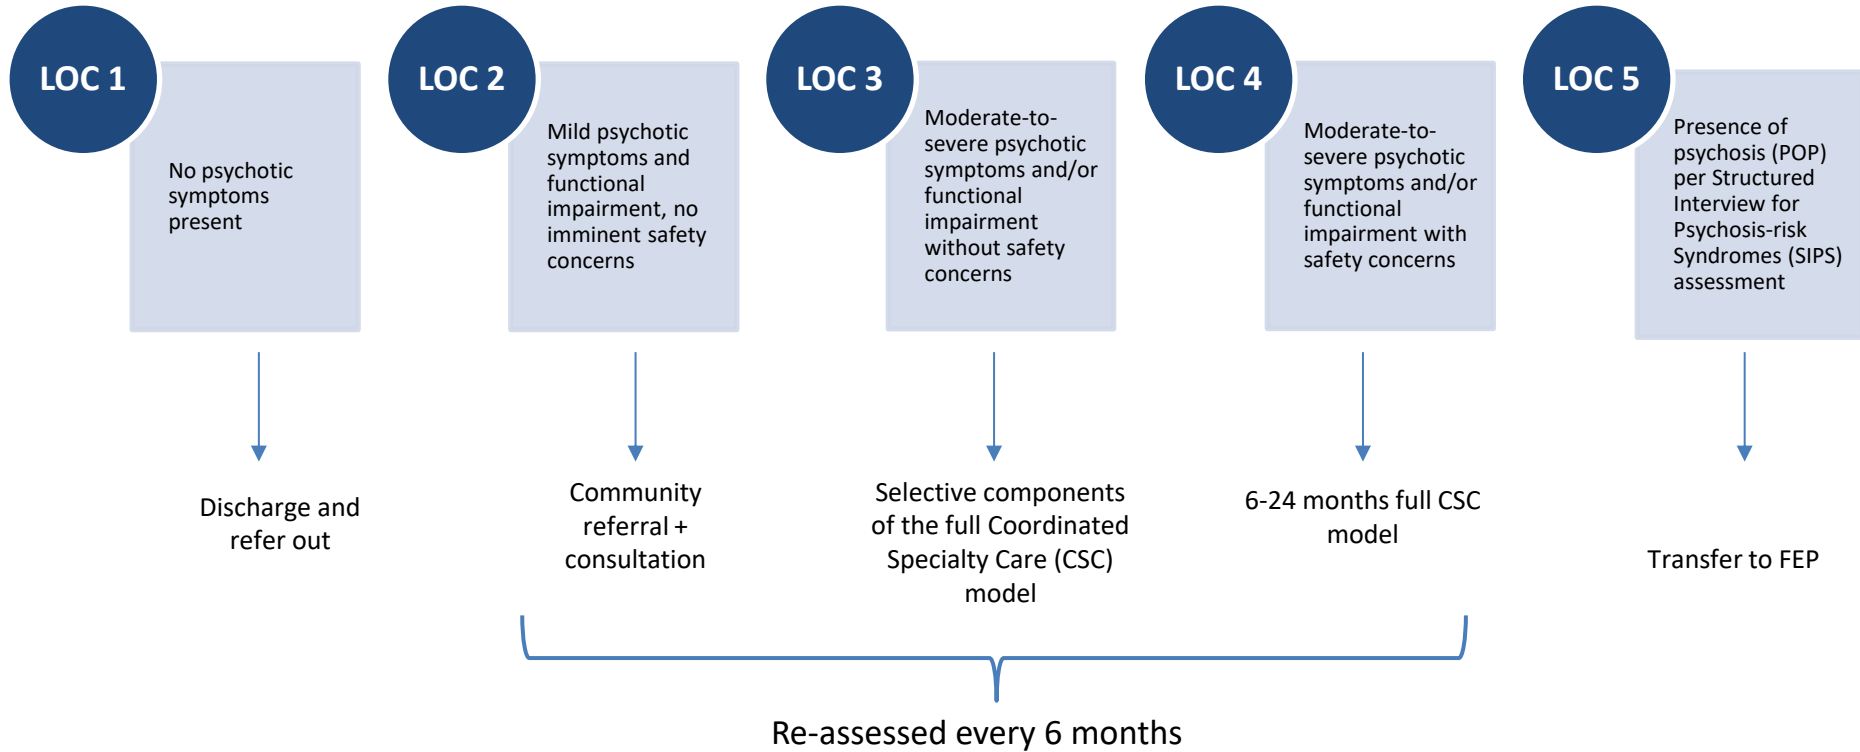 LOC 1
No psychotic
symptoms
present
Discharge and
refer out
LOC 2
Mild psychotic
symptoms and
functional
impairment, no
imminent safety
concerns
Community
referral +
consultation
LOC 3
Moderate-to-
severe psychotic
symptoms and/or
functional
impairment
without safety
concerns
Selective components
of the full Coordinated
Specialty Care (CSC)
model
LOC 4
Moderate-to-
severe psychotic
symptoms and/or
functional
impairment with
safety concerns
6-24 months full CSC
model
LOC 5
Presence of
psychosis (POP)
per Structured
Interview for
Psychosis-risk
Syndromes (SIPS)
assessment
Transfer to FEP
Re-assessed every 6 months